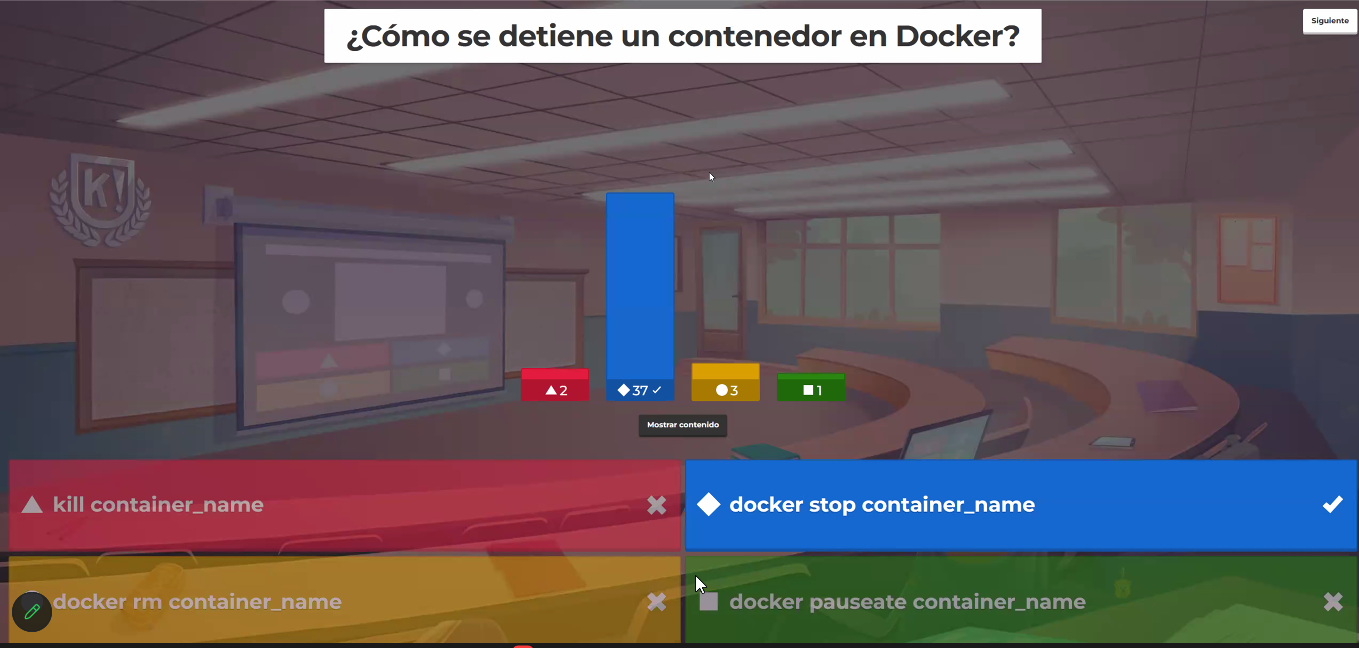 ¿Cómo se detiene un contenedor en Docker?
Siguiente
K!
2
37
3
1
Mostrar contenido
kill container_name
docker stop container_name
docker rm container_name
docker pauseate container_name